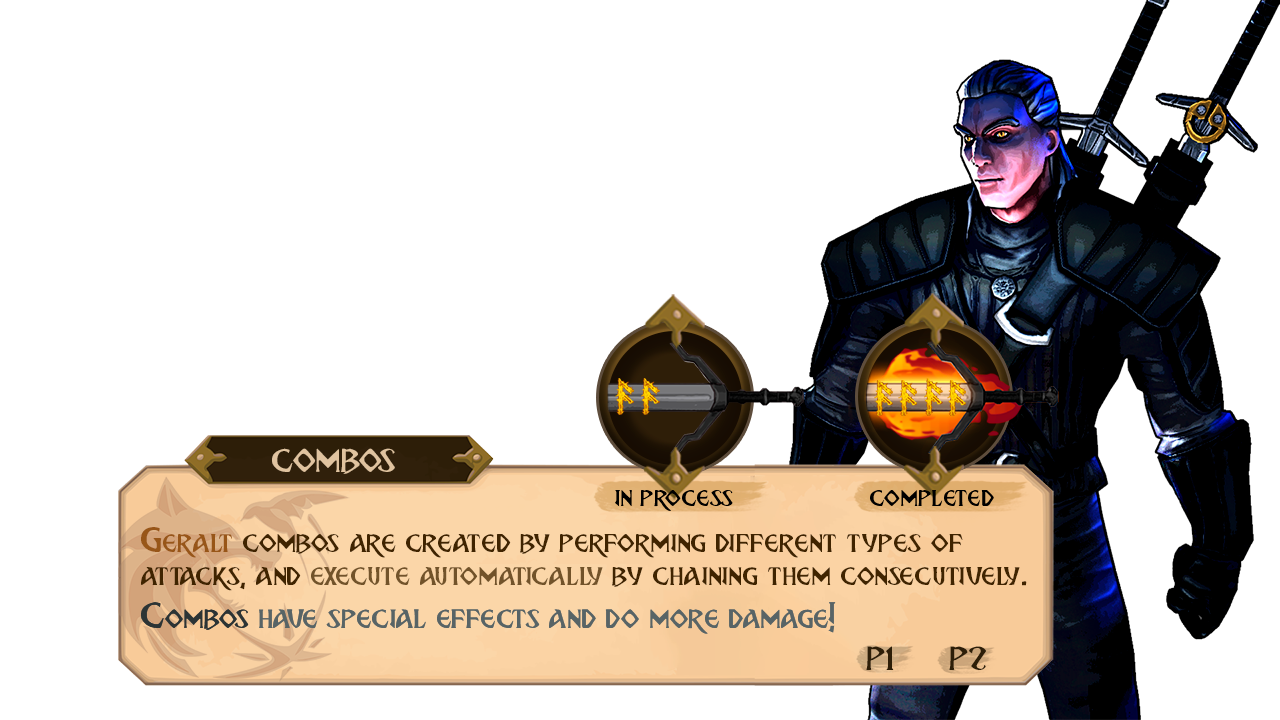 COMBOS
IN PROCESS
COMPLETED
GERALT COMBOS ARE CREATED BY PERFORMING DIFFERENT TYPES OF
ATTACKS, AND EXECUTE AUTOMATICALLY BY CHAINING THEM CONSECUTIVELY.
COMBOS HAVE SPECIAL EFFECTS AND DO MORE DAMAGE!
P1 P2